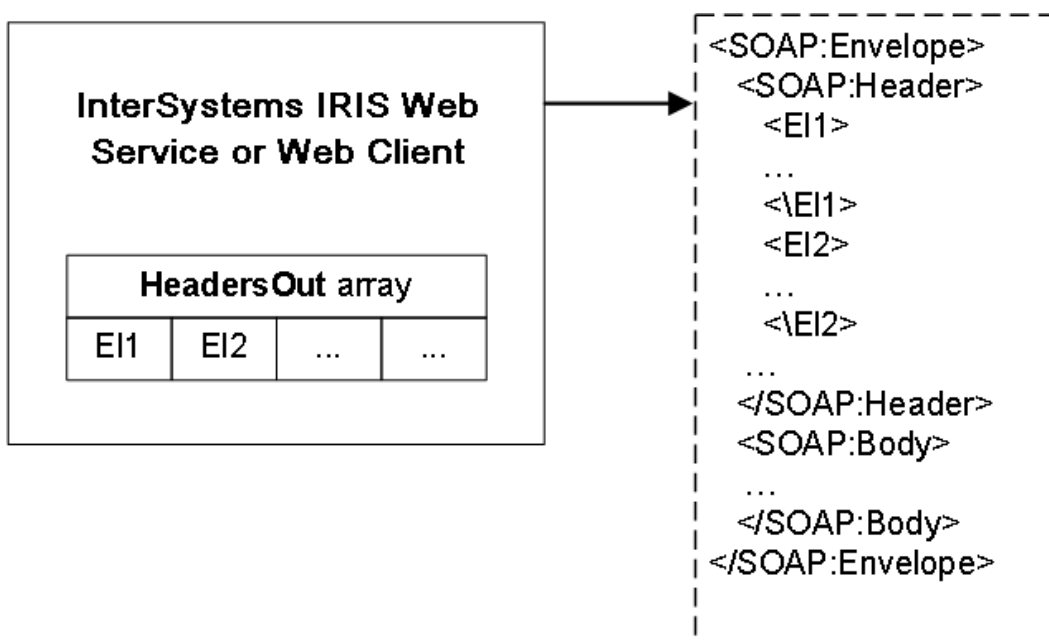 InterSystems IRIS Web
Service or Web Client
HeadersOut array
El1 El2 ... ...
<SOAP:Envelope>
<SOAP:Header>
<El1>
...
<\El1>
<El2>
...
<\El2>
...
</SOAP:Header>
<SOAP:Body>
...
</SOAP:Body>
</SOAP:Envelope>